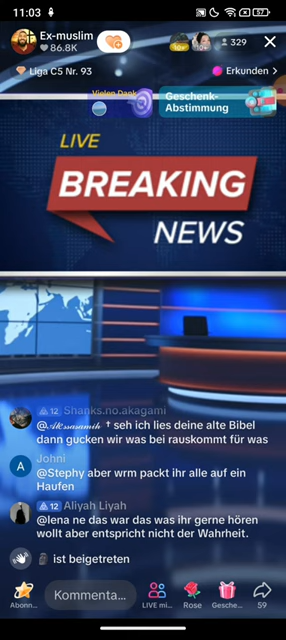 11:03
57
Ex-muslim
86.8K
10+
329
Liga C5 Nr. 93
Erkunden >
Vielen Dank
Geschenk-
Abstimmung
LIVE
BREAKING
NEWS
12 Shanks.no.akagami
@𝒜𝓁𝑒𝓈𝓈𝒶𝓈𝒶𝓂𝒾𝒽 † seh ich lies deine alte Bibel
dann gucken wir was bei rauskommt für was
A
Johni
@Stephy aber wrm packt ihr alle auf ein
Haufen
12 Aliyah Liyah
@lena ne das war das was ihr gerne hören
wollt aber entspricht nicht der Wahrheit.
ist beigetreten
Kommenta...
Abonn... LIVE mi... Rose Gesche... 59